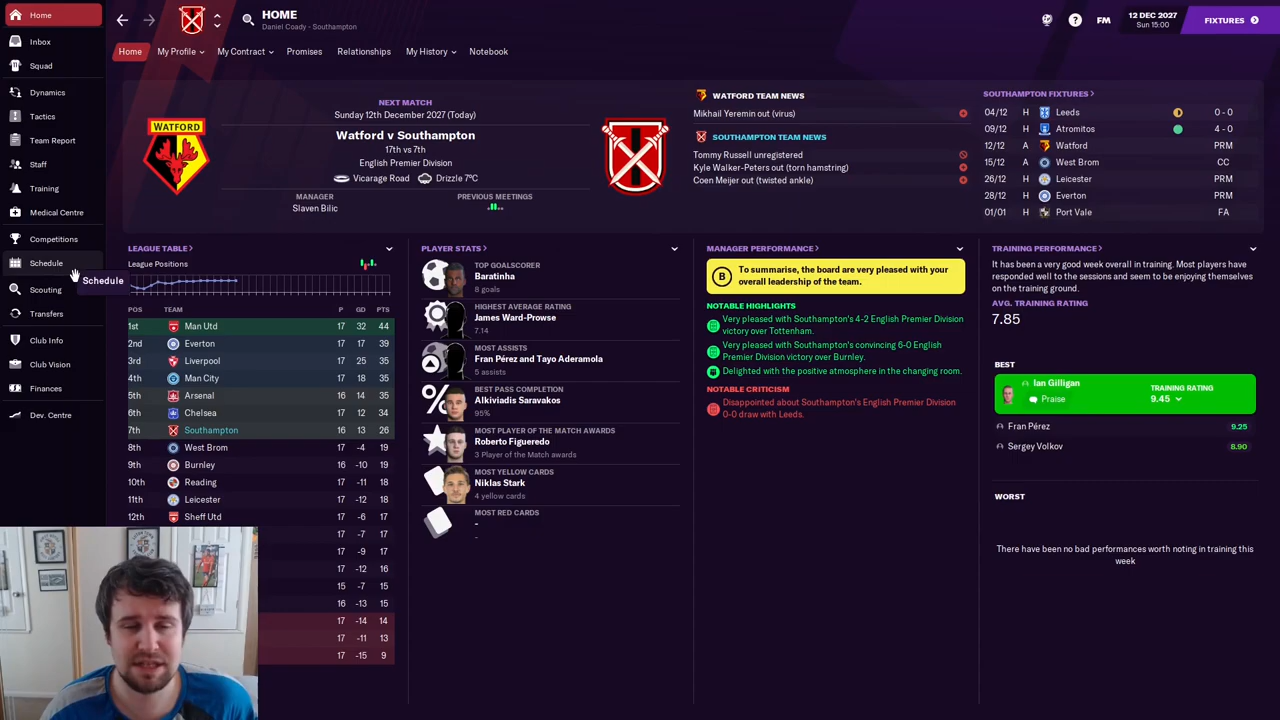 Home
HOME
Daniel Coady - Southampton
FM
12 DEC 2027
Sun 15:00
FIXTURES
Inbox
Squad
Dynamics
Tactics
Team Report
Staff
Training
Medical Centre
Competitions
Schedule
Schedule
Scouting
Transfers
Club Info
Club Vision
Finances
Dev. Centre
Home
My Profile
My Contract
Promises
Relationships
My History
Notebook
WATFORD
NEXT MATCH
Sunday 12th December 2027 (Today)
Watford v Southampton
17th vs 7th
English Premier Division
Vicarage Road
Drizzle 7°C
MANAGER
Slaven Bilic
PREVIOUS MEETINGS
WATFORD TEAM NEWS
Mikhail Yeremin out (virus)
SOUTHAMPTON TEAM NEWS
Tommy Russell unregistered
Kyle Walker-Peters out (torn hamstring)
Coen Meijer out (twisted ankle)
SOUTHAMPTON FIXTURES
04/12 H Leeds 0 - 0
09/12 H Atromitos 4 - 0
12/12 A Watford PRM
15/12 A West Brom CC
26/12 H Leicester PRM
28/12 H Everton PRM
01/01 H Port Vale FA
LEAGUE TABLE
League Positions
POS TEAM P GD PTS
1st Man Utd 17 32 44
2nd Everton 17 17 39
3rd Liverpool 17 25 35
4th Man City 17 18 35
5th Arsenal 16 14 35
6th Chelsea 17 12 34
7th Southampton 16 13 26
8th West Brom 17 -4 19
9th Burnley 16 -10 19
10th Reading 17 -11 18
11th Leicester 17 -12 18
12th Sheff Utd 17 -6 17
17 -7 17
17 -9 17
17 -12 16
15 -7 15
16 -13 15
17 -14 14
17 -11 13
17 -15 9
PLAYER STATS
TOP GOALSCORER
Baratinha
8 goals
HIGHEST AVERAGE RATING
James Ward-Prowse
7.14
MOST ASSISTS
Fran Pérez and Tayo Aderamola
5 assists
BEST PASS COMPLETION
Alkiviadis Saravakos
95%
MOST PLAYER OF THE MATCH AWARDS
Roberto Figueredo
3 Player of the Match awards
MOST YELLOW CARDS
Niklas Stark
4 yellow cards
MOST RED CARDS
-
-
MANAGER PERFORMANCE
B
To summarise, the board are very pleased with your
overall leadership of the team.
NOTABLE HIGHLIGHTS
Very pleased with Southampton's 4-2 English Premier Division
victory over Tottenham.
Very pleased with Southampton's convincing 6-0 English
Premier Division victory over Burnley.
Delighted with the positive atmosphere in the changing room.
NOTABLE CRITICISM
Disappointed about Southampton's English Premier Division
0-0 draw with Leeds.
TRAINING PERFORMANCE
It has been a very good week overall in training. Most players have
responded well to the sessions and seem to be enjoying themselves
on the training ground.
AVG. TRAINING RATING
7.85
BEST
Ian Gilligan
Praise
TRAINING RATING
9.45
Fran Pérez 9.25
Sergey Volkov 8.90
WORST
There have been no bad performances worth noting in training this
week